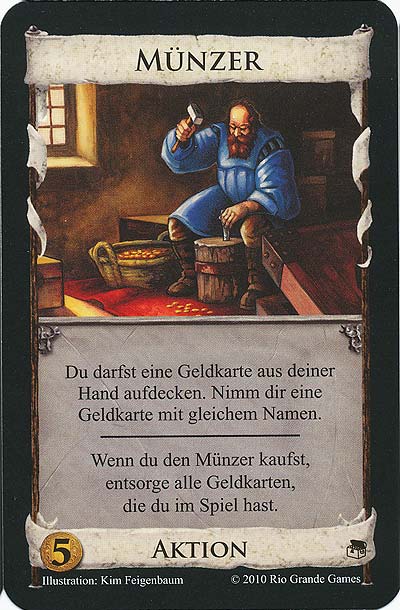 MÜNZER
Du darfst eine Geldkarte aus deiner
Hand aufdecken. Nimm dir eine
Geldkarte mit gleichem Namen.
Wenn du den Münzer kaufst,
entsorge alle Geldkarten,
die du im Spiel hast.
5
AKTION
Illustration: Kim Feigenbaum
© 2010 Rio Grande Games